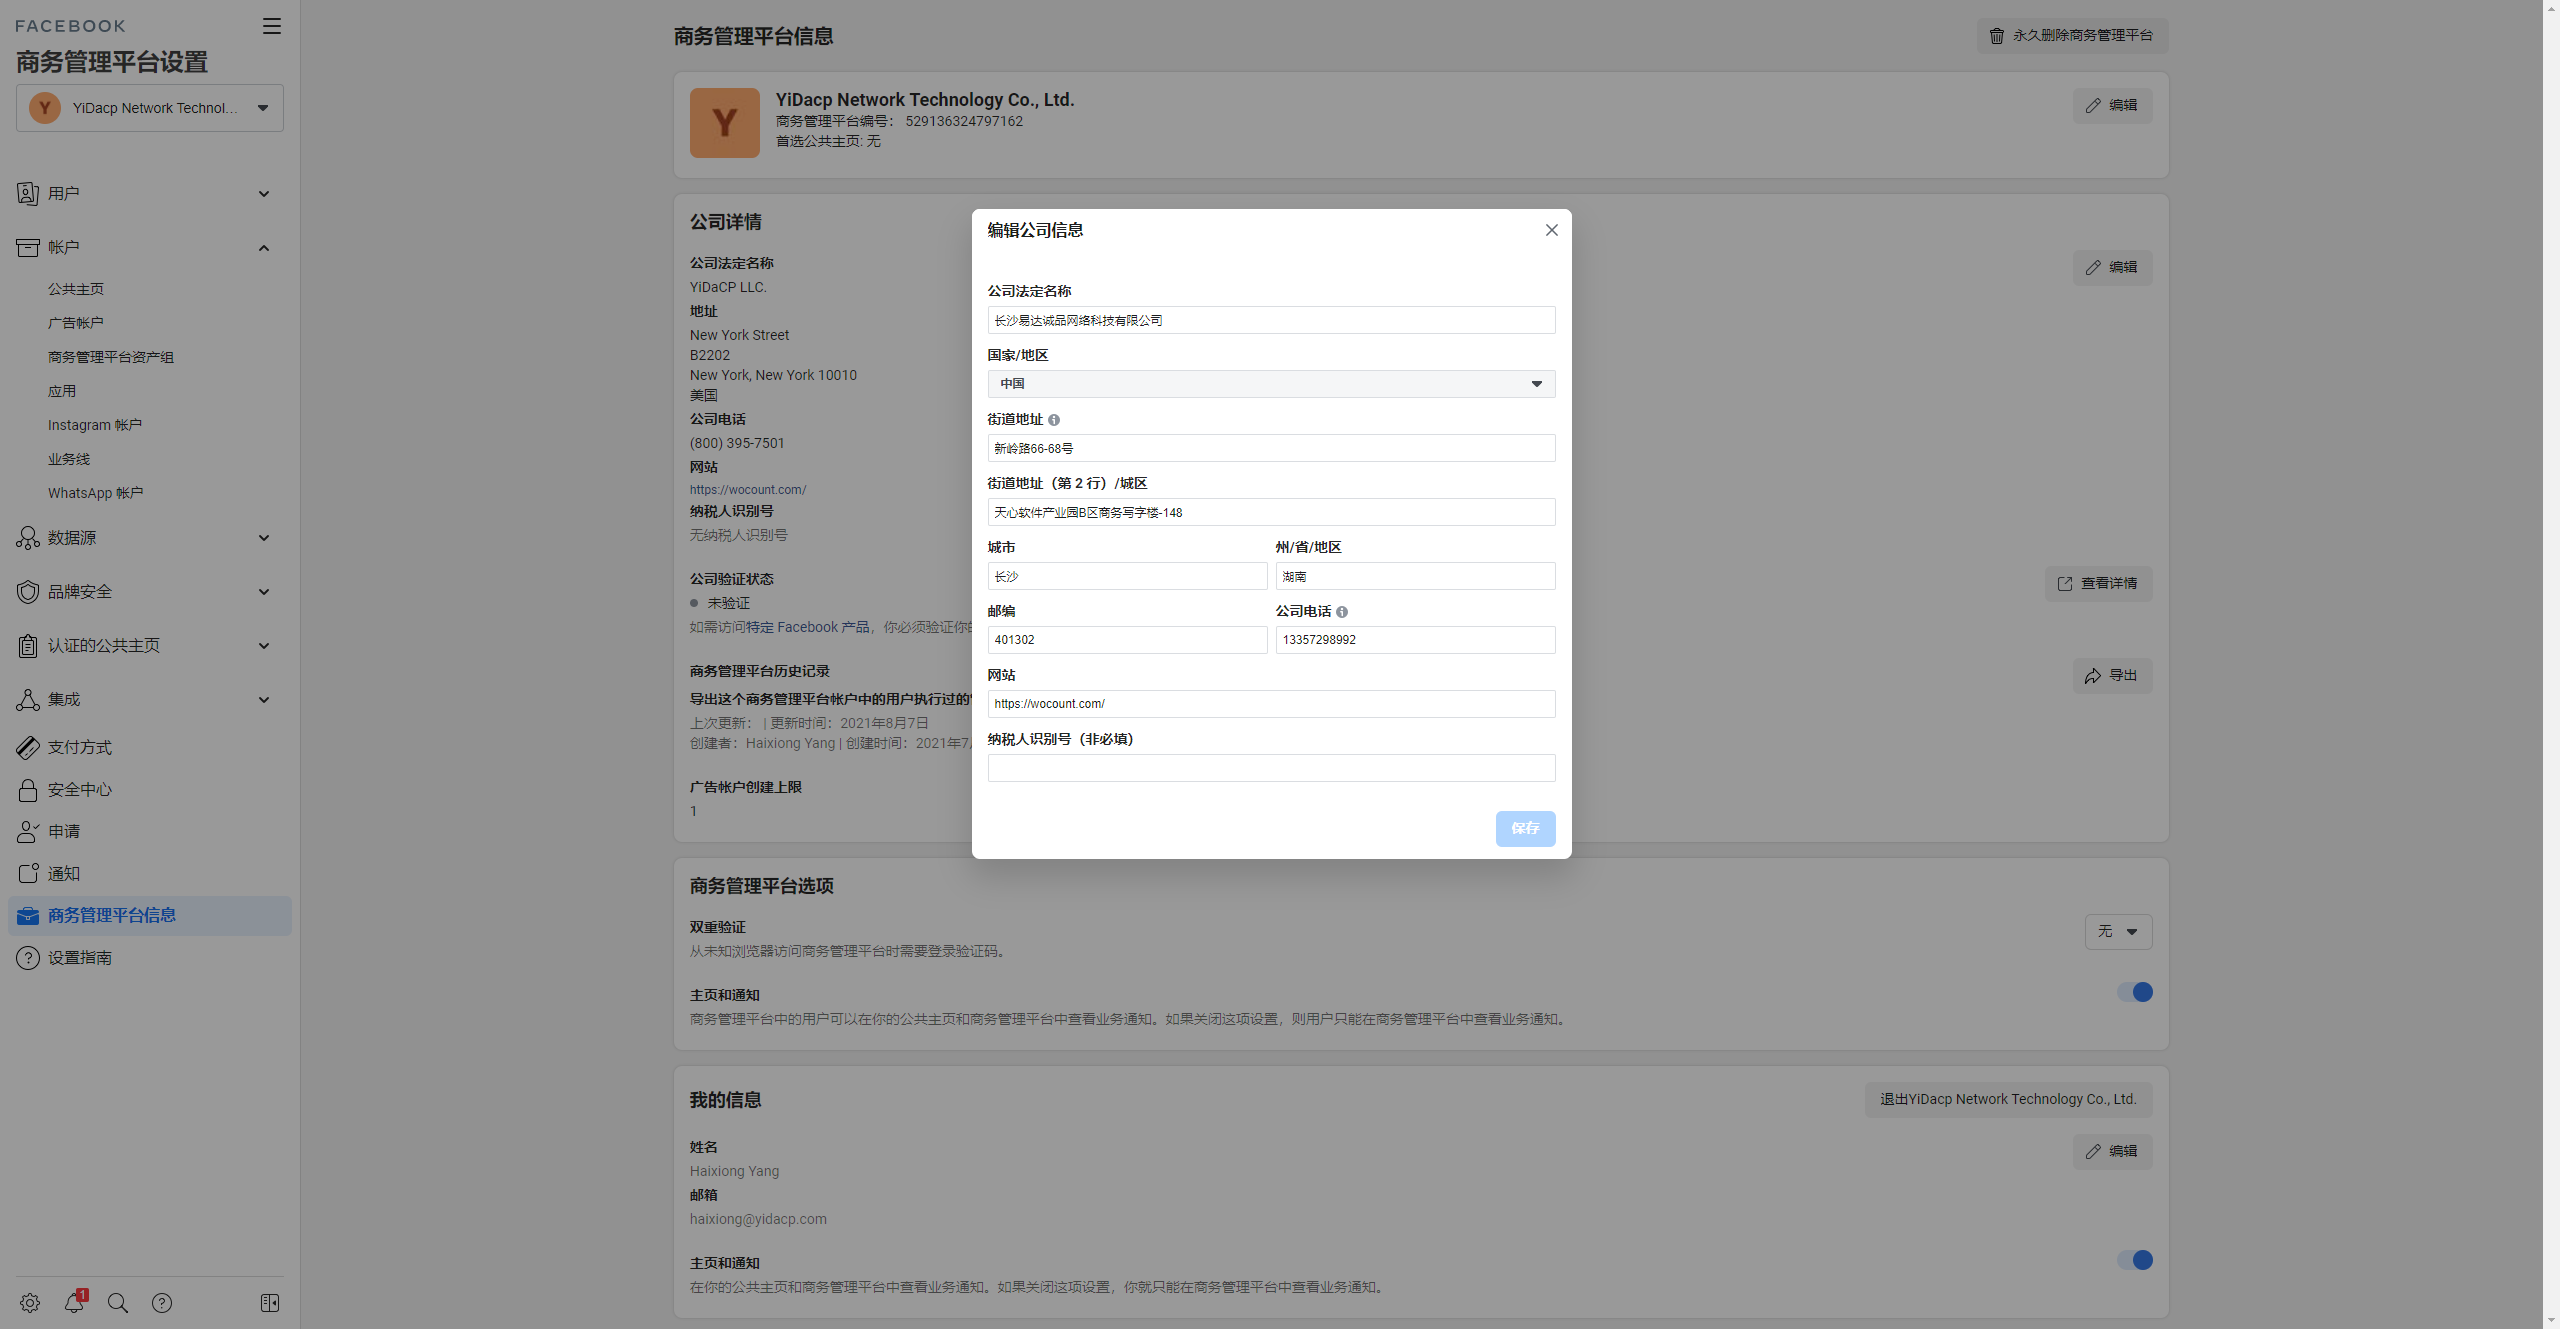 FACEBOOK
商务管理平台设置
Y
YiDacp Network Technol...
用户
帐户
公共主页
广告帐户
商务管理平台资产组
应用
Instagram 帐户
业务线
WhatsApp 帐户
数据源
品牌安全
认证的公共主页
集成
支付方式
安全中心
申请
通知
商务管理平台信息
设置指南
1
商务管理平台信息
永久删除商务管理平台
Y
YiDacp Network Technology Co., Ltd.
商务管理平台编号： 529136324797162
首选公共主页: 无
编辑
公司详情
公司法定名称
YiDaCP LLC.
地址
New York Street
B2202
New York, New York 10010
美国
公司电话
(800) 395-7501
网站
https://wocount.com/
纳税人识别号
无纳税人识别号
编辑
公司验证状态
未验证
如需访问特定 Facebook 产品，你必须验证你的
查看详情
商务管理平台历史记录
导出这个商务管理平台帐户中的用户执行过的
上次更新： | 更新时间：2021年8月7日
创建者：Haixiong Yang | 创建时间：2021年7
导出
广告帐户创建上限
1
编辑公司信息
公司法定名称
长沙易达诚品网络科技有限公司
国家/地区
中国
街道地址
新岭路66-68号
街道地址（第 2 行）/城区
天心软件产业园B区商务写字楼-148
城市
州/省/地区
长沙
湖南
邮编
公司电话
401302
13357298992
网站
https://wocount.com/
纳税人识别号（非必填）
保存
商务管理平台选项
双重验证
从未知浏览器访问商务管理平台时需要登录验证码。
无
主页和通知
商务管理平台中的用户可以在你的公共主页和商务管理平台中查看业务通知。如果关闭这项设置，则用户只能在商务管理平台中查看业务通知。
我的信息
退出YiDacp Network Technology Co., Ltd.
姓名
Haixiong Yang
邮箱
haixiong@yidacp.com
编辑
主页和通知
在你的公共主页和商务管理平台中查看业务通知。如果关闭这项设置，你就只能在商务管理平台中查看业务通知。